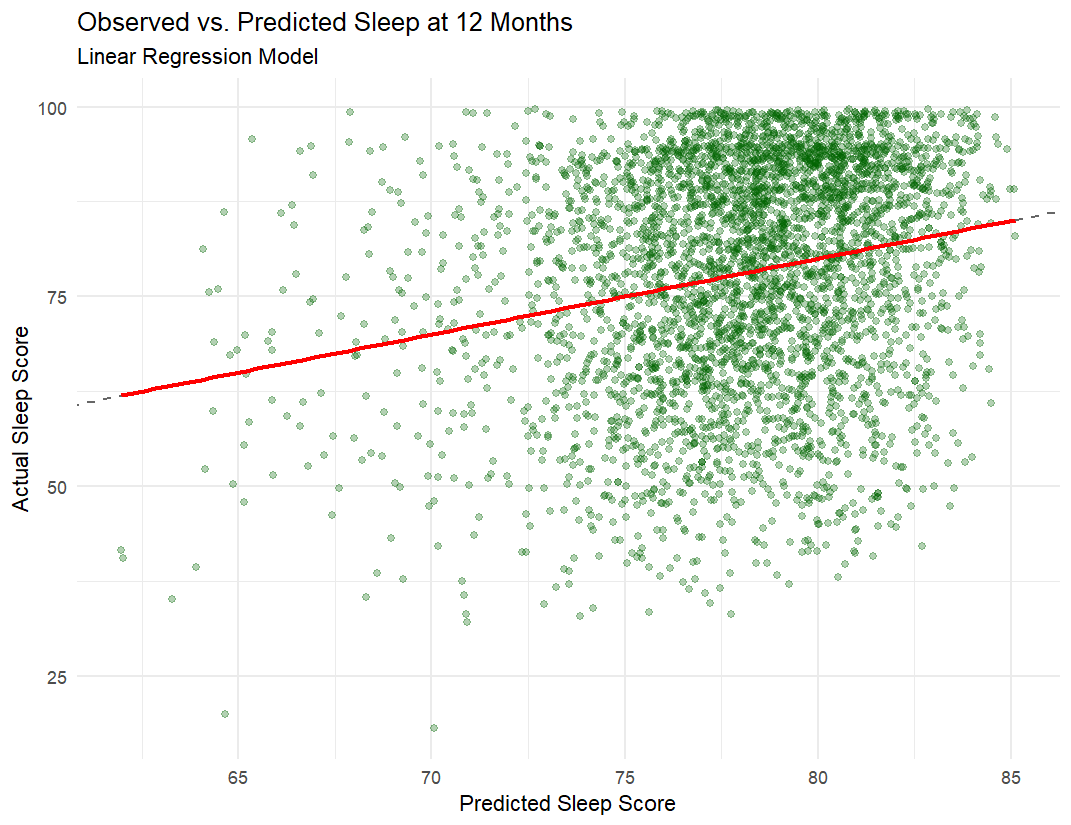 Observed vs. Predicted Sleep at 12 Months
Linear Regression Model
100
75
50
25
Actual Sleep Score
65 70 75 80 85
Predicted Sleep Score